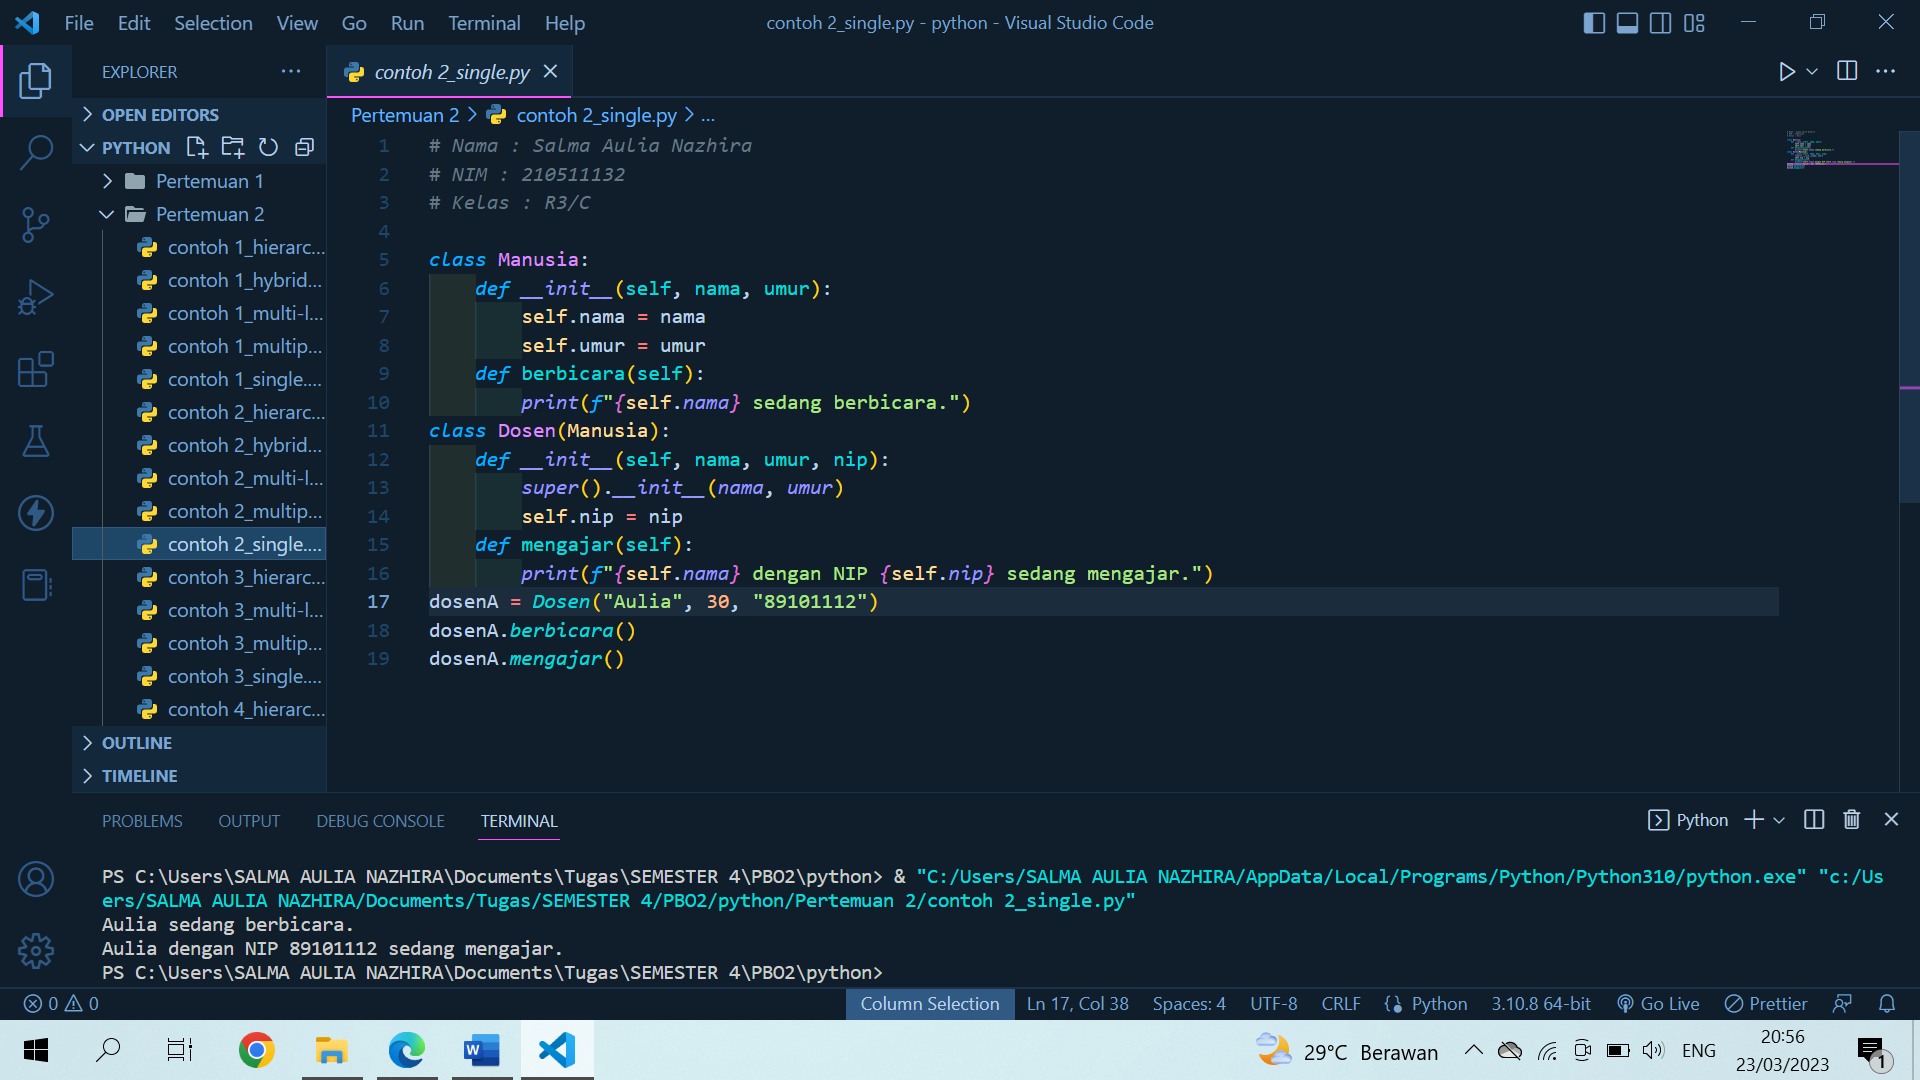 File Edit Selection View Go Run Terminal Help
contoh 2_single.py - python - Visual Studio Code
EXPLORER
OPEN EDITORS
PYTHON
Pertemuan 1
Pertemuan 2
contoh 1_hierarc...
contoh 1_hybrid...
contoh 1_multi-l...
contoh 1_multip...
contoh 1_single....
contoh 2_hierarc...
contoh 2_hybrid...
contoh 2_multi-l...
contoh 2_multip...
contoh 2_single....
contoh 3_hierarc...
contoh 3_multi-l...
contoh 3_multip...
contoh 3_single....
contoh 4_hierarc...
OUTLINE
TIMELINE
contoh 2_single.py
Pertemuan 2 > contoh 2_single.py > ...
1 # Nama : Salma Aulia Nazhira
2 # NIM : 210511132
3 # Kelas : R3/C
4
5 class Manusia:
6     def __init__(self, nama, umur):
7         self.nama = nama
8         self.umur = umur
9     def berbicara(self):
10         print(f"{self.nama} sedang berbicara.")
11 class Dosen(Manusia):
12     def __init__(self, nama, umur, nip):
13         super().__init__(nama, umur)
14         self.nip = nip
15     def mengajar(self):
16         print(f"{self.nama} dengan NIP {self.nip} sedang mengajar.")
17 dosenA = Dosen("Aulia", 30, "89101112")
18 dosenA.berbicara()
19 dosenA.mengajar()
PROBLEMS OUTPUT DEBUG CONSOLE TERMINAL
Python
PS C:\Users\SALMA AULIA NAZHIRA\Documents\Tugas\SEMESTER 4\PBO2\python> & "C:/Users/SALMA AULIA NAZHIRA/AppData/Local/Programs/Python/Python310/python.exe" "c:/Us
ers/SALMA AULIA NAZHIRA/Documents/Tugas/SEMESTER 4/PBO2/python/Pertemuan 2/contoh 2_single.py"
Aulia sedang berbicara.
Aulia dengan NIP 89101112 sedang mengajar.
PS C:\Users\SALMA AULIA NAZHIRA\Documents\Tugas\SEMESTER 4\PBO2\python>
0 0 Column Selection Ln 17, Col 38 Spaces: 4 UTF-8 CRLF Python 3.10.8 64-bit Go Live Prettier
29°C Berawan ENG 20:56
23/03/2023
1